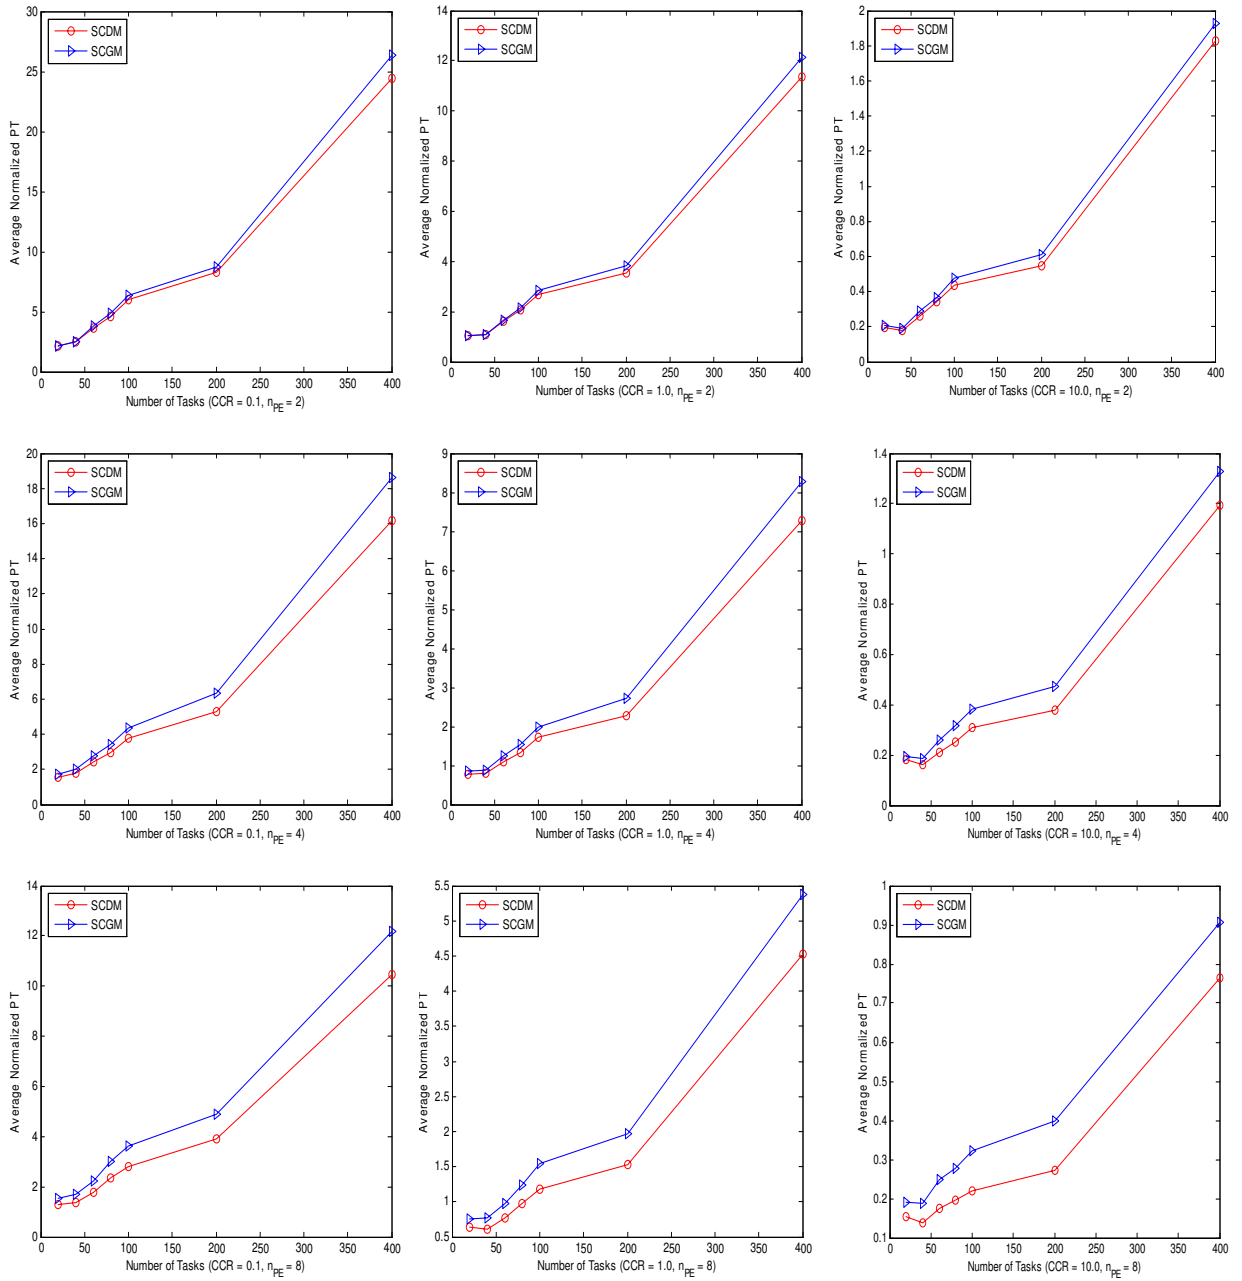 30
25
20
15
10
5
0
Average Normalized PT
SCDM
SCGM
0 50 100 150 200 250 300 350 400
Number of Tasks (CCR = 0.1, nPE = 2)
14
12
10
8
6
4
2
0
Average Normalized PT
SCDM
SCGM
0 50 100 150 200 250 300 350 400
Number of Tasks (CCR = 1.0, nPE = 2)
2
1.8
1.6
1.4
1.2
1
0.8
0.6
0.4
0.2
0
Average Normalized PT
SCDM
SCGM
0 50 100 150 200 250 300 350 400
Number of Tasks (CCR = 10.0, nPE = 2)
20
18
16
14
12
10
8
6
4
2
0
Average Normalized PT
SCDM
SCGM
0 50 100 150 200 250 300 350 400
Number of Tasks (CCR = 0.1, nPE = 4)
9
8
7
6
5
4
3
2
1
0
Average Normalized PT
SCDM
SCGM
0 50 100 150 200 250 300 350 400
Number of Tasks (CCR = 1.0, nPE = 4)
1.4
1.2
1
0.8
0.6
0.4
0.2
0
Average Normalized PT
SCDM
SCGM
0 50 100 150 200 250 300 350 400
Number of Tasks (CCR = 10.0, nPE = 4)
14
12
10
8
6
4
2
0
Average Normalized PT
SCDM
SCGM
0 50 100 150 200 250 300 350 400
Number of Tasks (CCR = 0.1, nPE = 8)
5.5
5
4.5
4
3.5
3
2.5
2
1.5
1
0.5
Average Normalized PT
SCDM
SCGM
0 50 100 150 200 250 300 350 400
Number of Tasks (CCR = 1.0, nPE = 8)
1
0.9
0.8
0.7
0.6
0.5
0.4
0.3
0.2
0.1
Average Normalized PT
SCDM
SCGM
0 50 100 150 200 250 300 350 400
Number of Tasks (CCR = 10.0, nPE = 8)